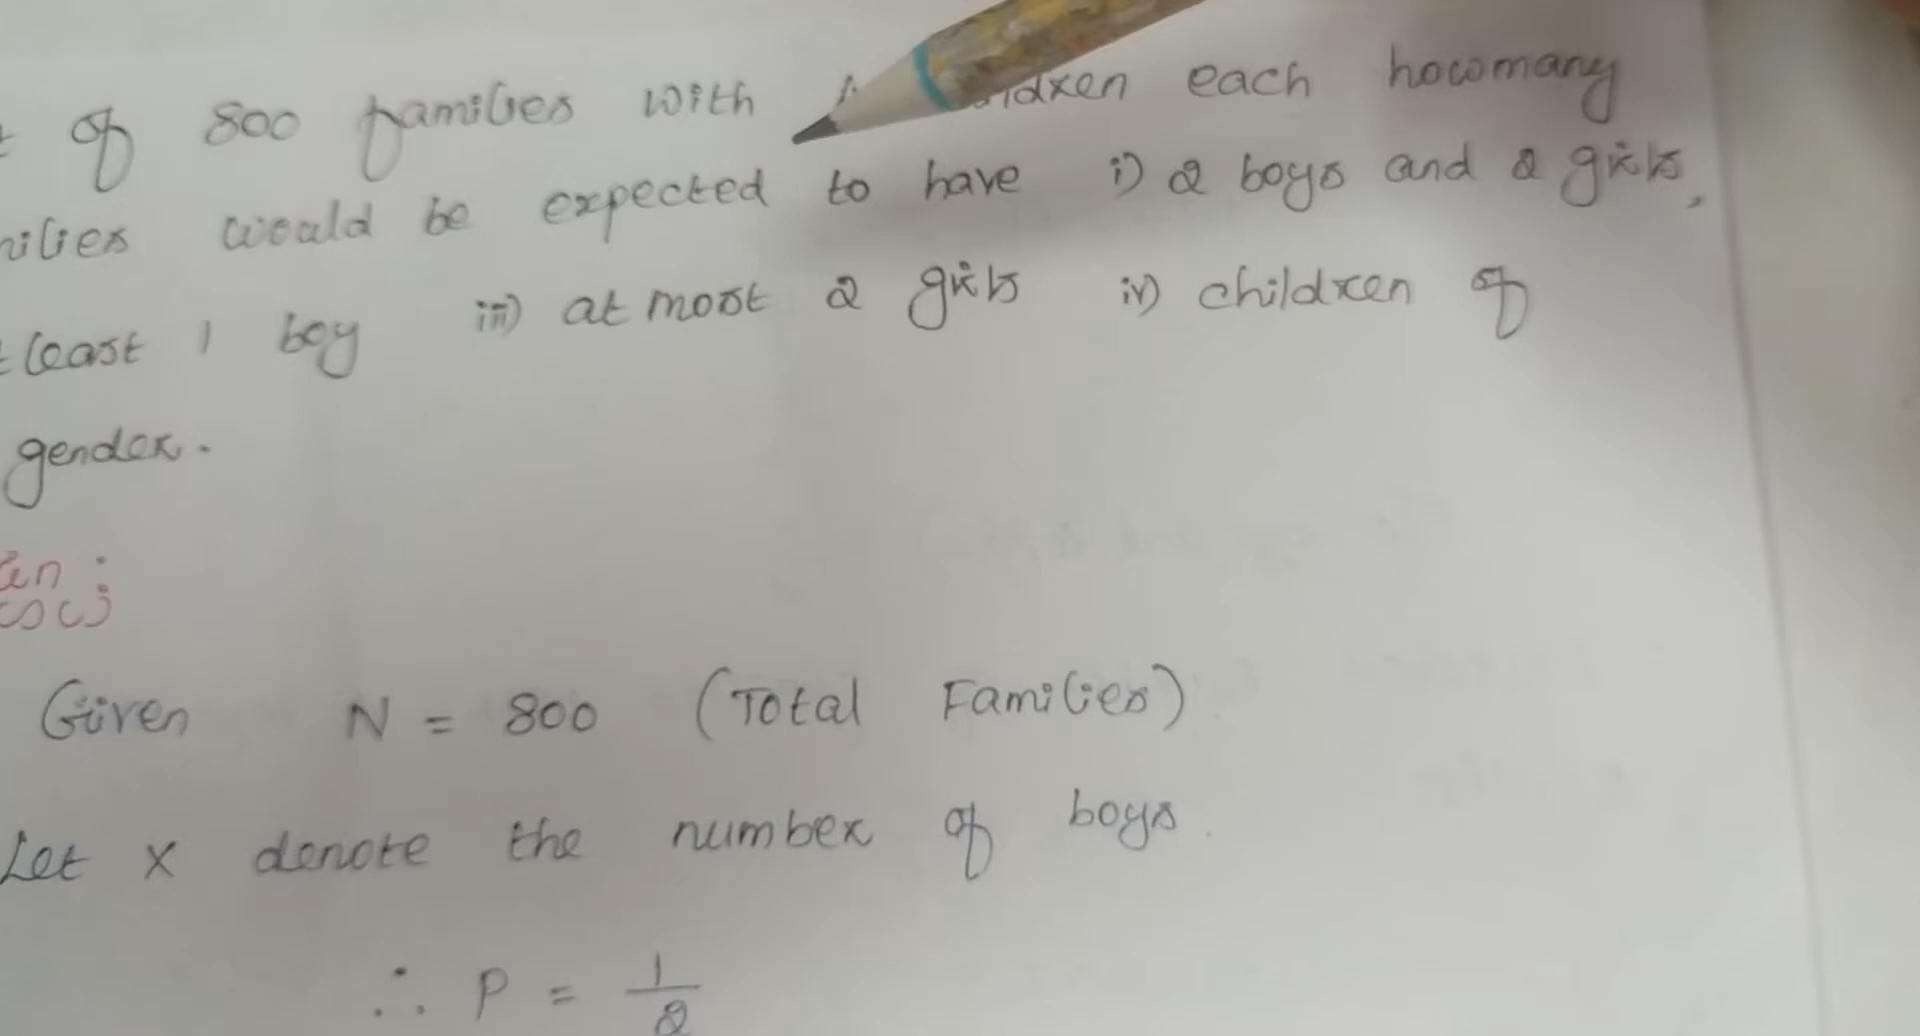 of 800 families with each howmany
would be expected to have i) 2 boys and 2 girls,
least 1 boy iii) at most 2 girls iv) children of
gender.
Given N = 800 (Total Families)
Let X denote the number of boys.
∴ P = 1/2